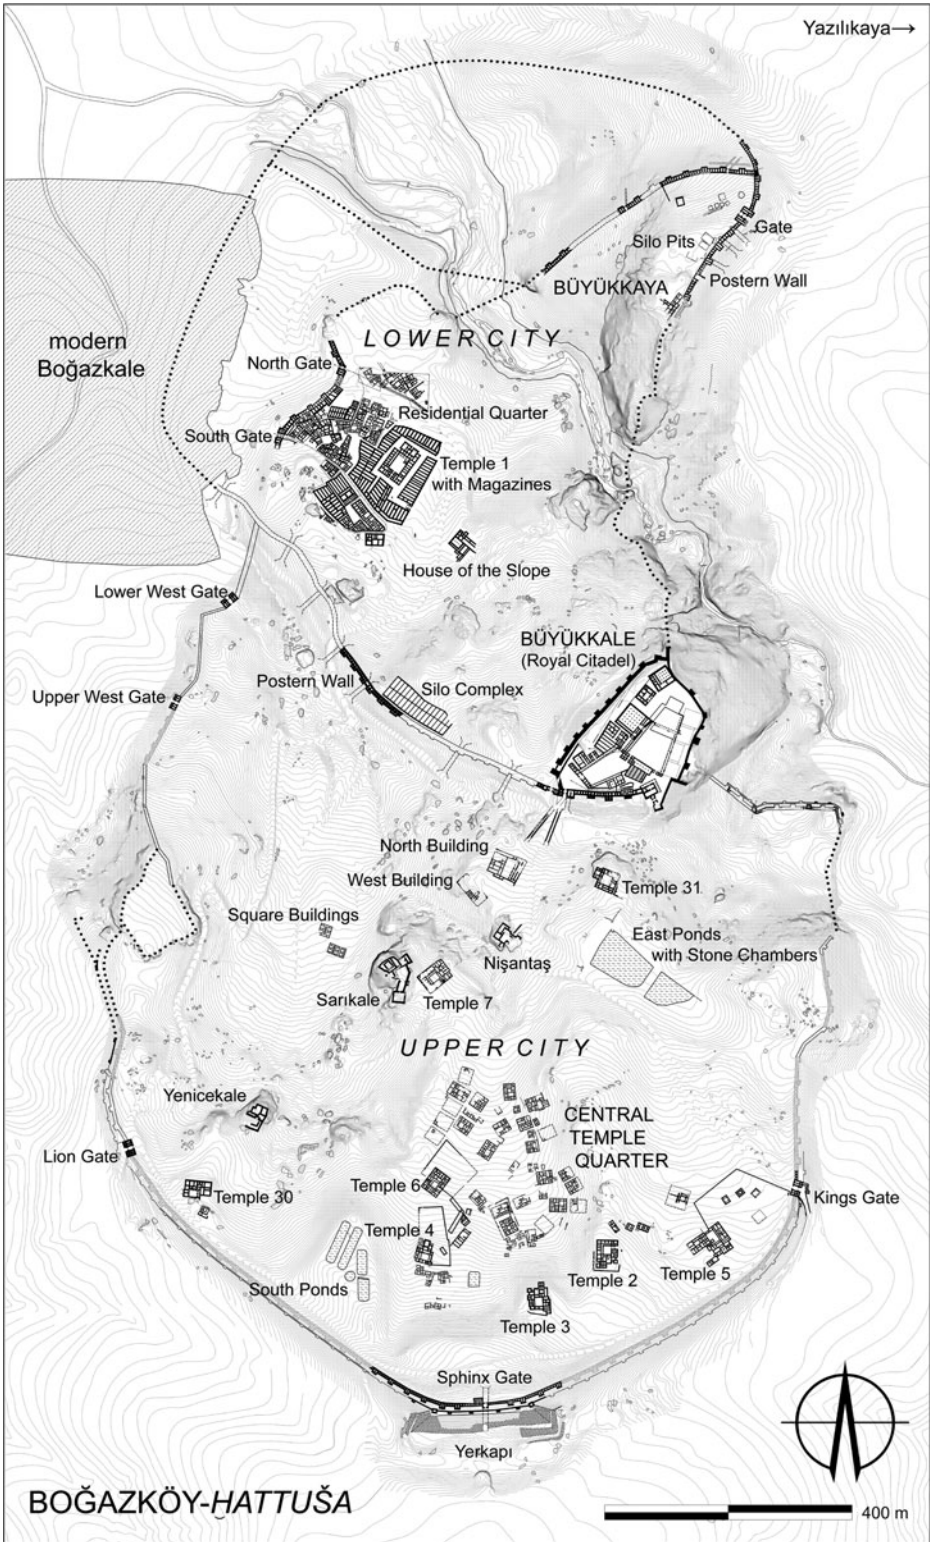 Yazılıkaya→
Gate
Silo Pits
BÜYÜKKAYA
Postern Wall
modern
Boğazkale
LOWER CITY
North Gate
Residential Quarter
South Gate
Temple 1
with Magazines
House of the Slope
Lower West Gate
BÜYÜKKALE
(Royal Citadel)
Postern Wall
Silo Complex
Upper West Gate
North Building
West Building
Temple 31
Square Buildings
East Ponds
with Stone Chambers
Nişantaş
Sarıkale
Temple 7
UPPER CITY
Yenicekale
CENTRAL
TEMPLE
QUARTER
Lion Gate
Temple 30
Temple 6
Kings Gate
Temple 4
South Ponds
Temple 2
Temple 5
Temple 3
Sphinx Gate
Yerkapı
BOĞAZKÖY-ḪATTUŠA
400 m